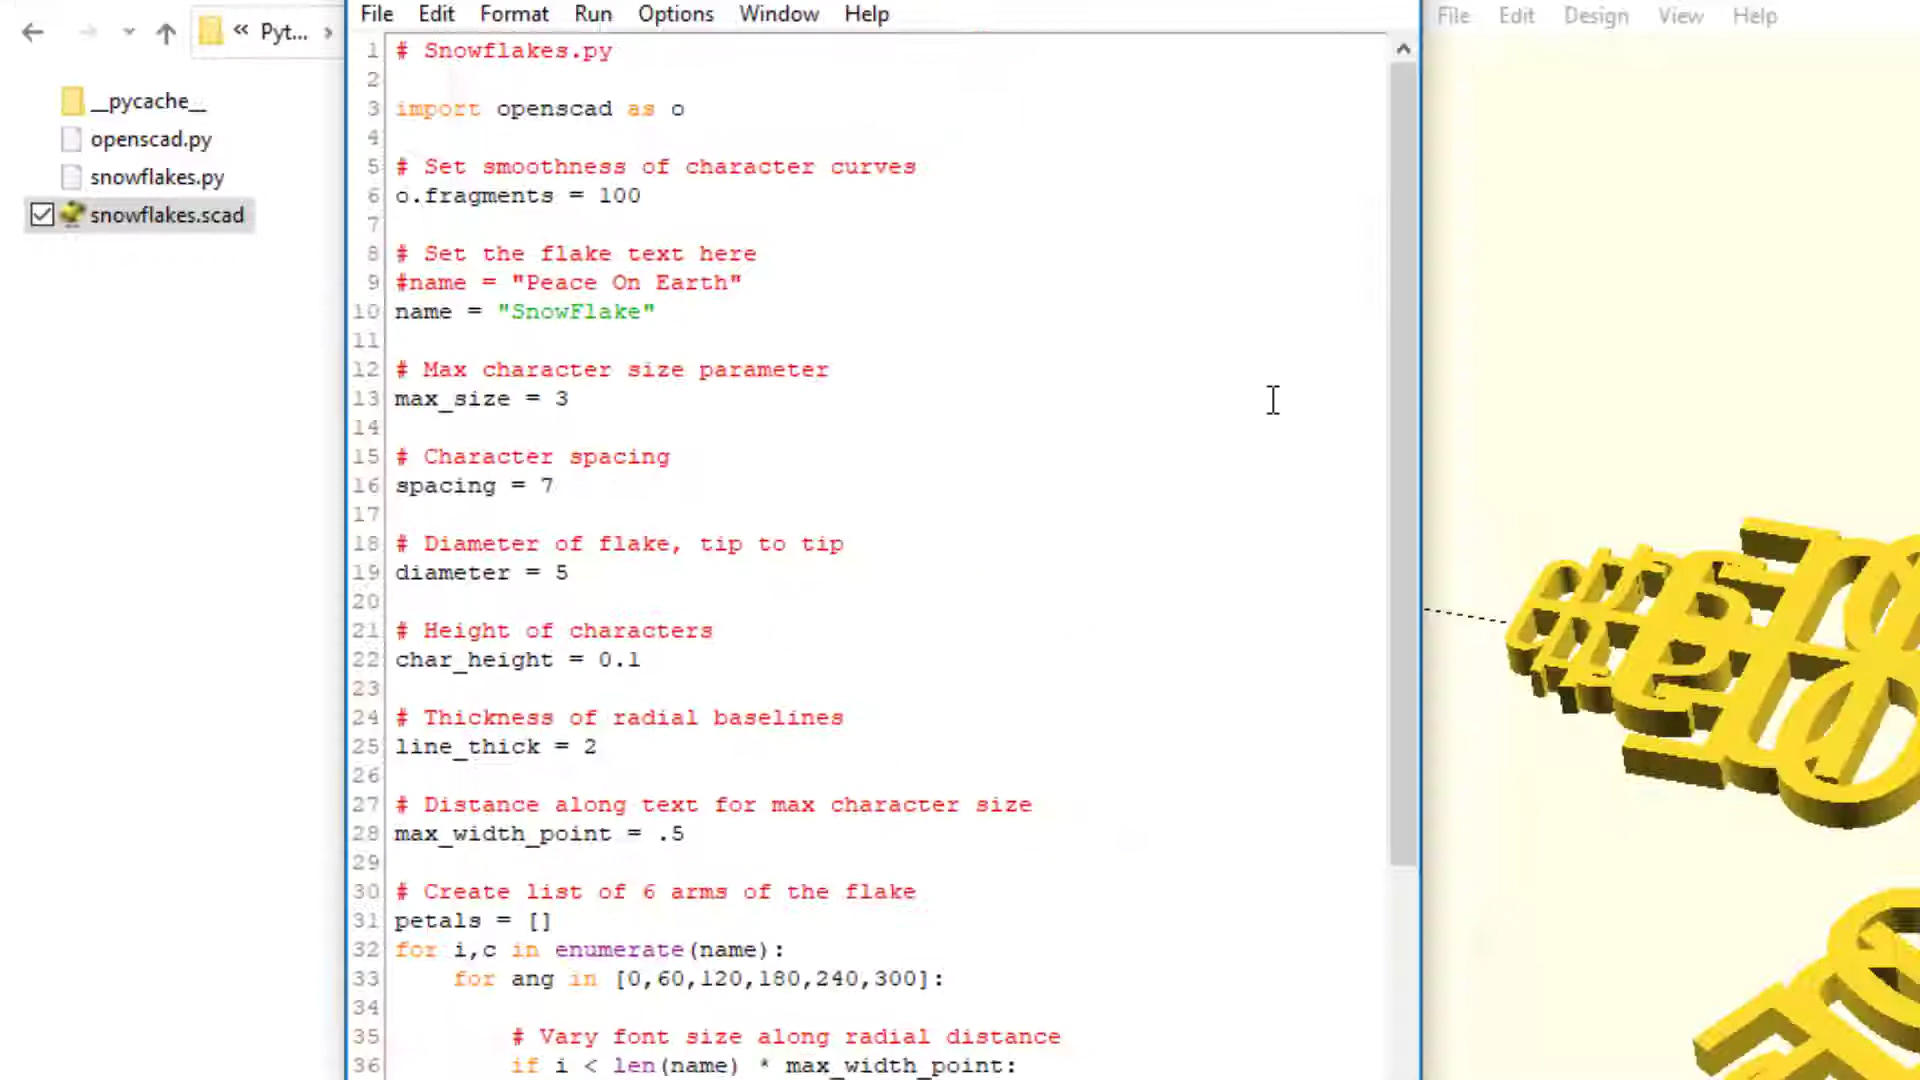 « Pyt... ›
__pycache__
openscad.py
snowflakes.py
snowflakes.scad
File Edit Format Run Options Window Help
1 # Snowflakes.py
2
3 import openscad as o
4
5 # Set smoothness of character curves
6 o.fragments = 100
7
8 # Set the flake text here
9 #name = "Peace On Earth"
10 name = "SnowFlake"
11
12 # Max character size parameter
13 max_size = 3
14
15 # Character spacing
16 spacing = 7
17
18 # Diameter of flake, tip to tip
19 diameter = 5
20
21 # Height of characters
22 char_height = 0.1
23
24 # Thickness of radial baselines
25 line_thick = 2
26
27 # Distance along text for max character size
28 max_width_point = .5
29
30 # Create list of 6 arms of the flake
31 petals = []
32 for i,c in enumerate(name):
33 for ang in [0,60,120,180,240,300]:
34
35 # Vary font size along radial distance
36 if i < len(name) * max_width_point:
File Edit Design View Help